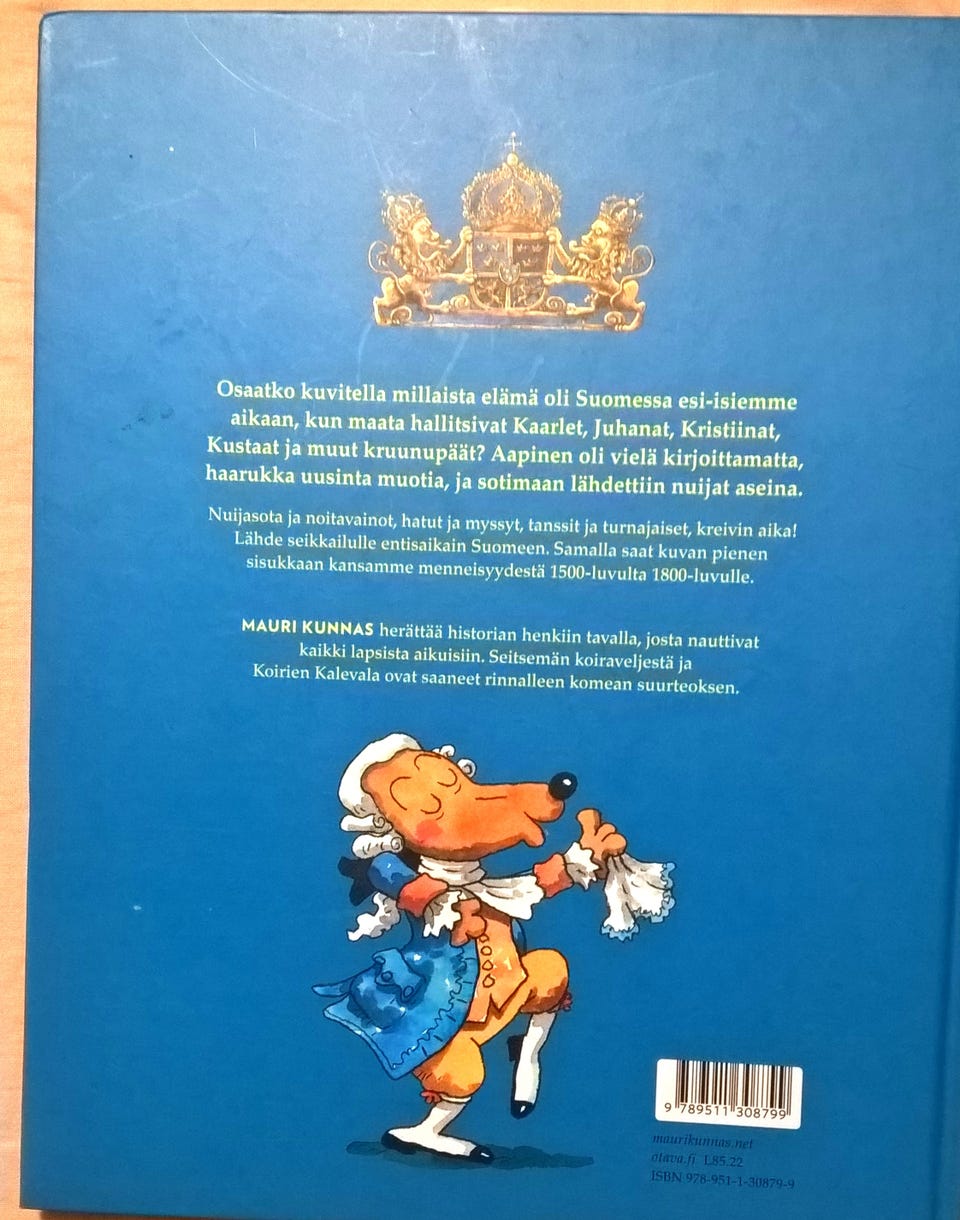 Osaatko kuvitella millaista elämä oli Suomessa esi-isiemme
aikaan, kun maata hallitsivat Kaarlet, Juhanat, Kristiinat,
Kustaat ja muut kruunupäät? Aapinen oli vielä kirjoittamatta,
haarukka uusinta muotia, ja sotimaan lähdettiin nuijat aseina.
Nuijasota ja noitavainot, hatut ja myssyt, tanssit ja turnajaiset, kreivin aika!
Lähde seikkailulle entisaikain Suomeen. Samalla saat kuvan pienen
sisukkaan kansamme menneisyydestä 1500-luvulta 1800-luvulle.
MAURI KUNNAS herättää historian henkiin tavalla, josta nauttivat
kaikki lapsista aikuisiin. Seitsemän koiraveljestä ja
Koirien Kalevala ovat saaneet rinnalleen komean suurteoksen.
9 789511 308799
maurikunnas.net
otava.fi L85.22
ISBN 978-951-1-30879-9